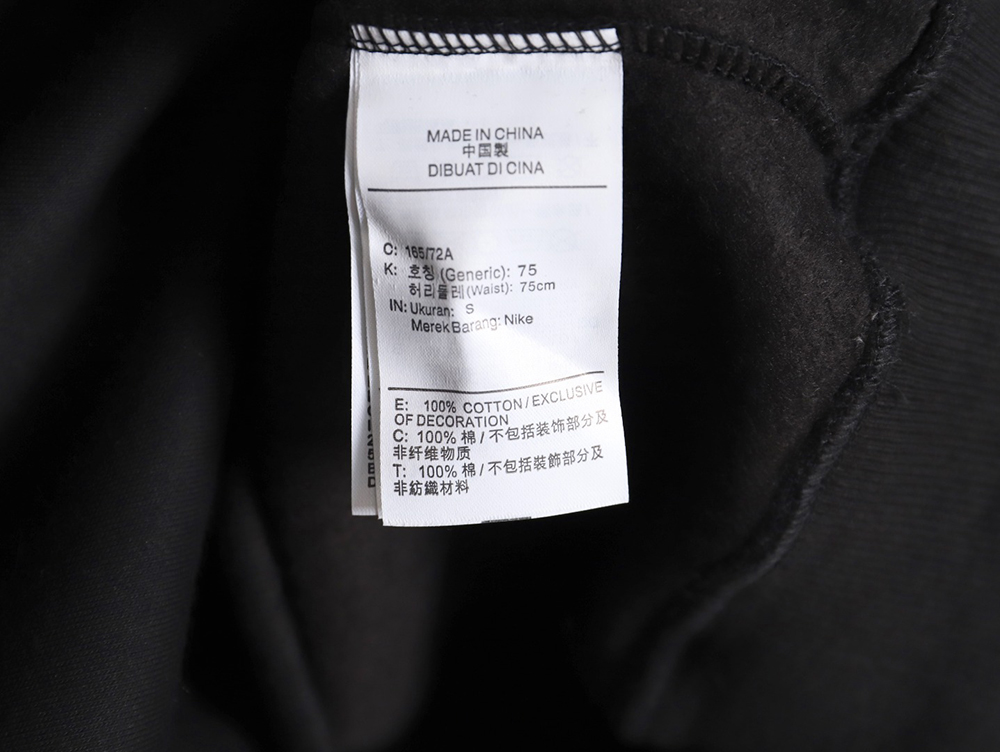 MADE IN CHINA
中国製
DIBUAT DI CINA
C: 165/72A
K: 호칭 (Generic): 75
허리둘레(Waist): 75cm
IN: Ukuran: S
Merek Barang: Nike
E: 100% COTTON / EXCLUSIVE
OF DECORATION
C: 100% 棉 / 不包括装饰部分及
非纤维物质
T: 100% 棉 / 不包括裝飾部分及
非紡織材料